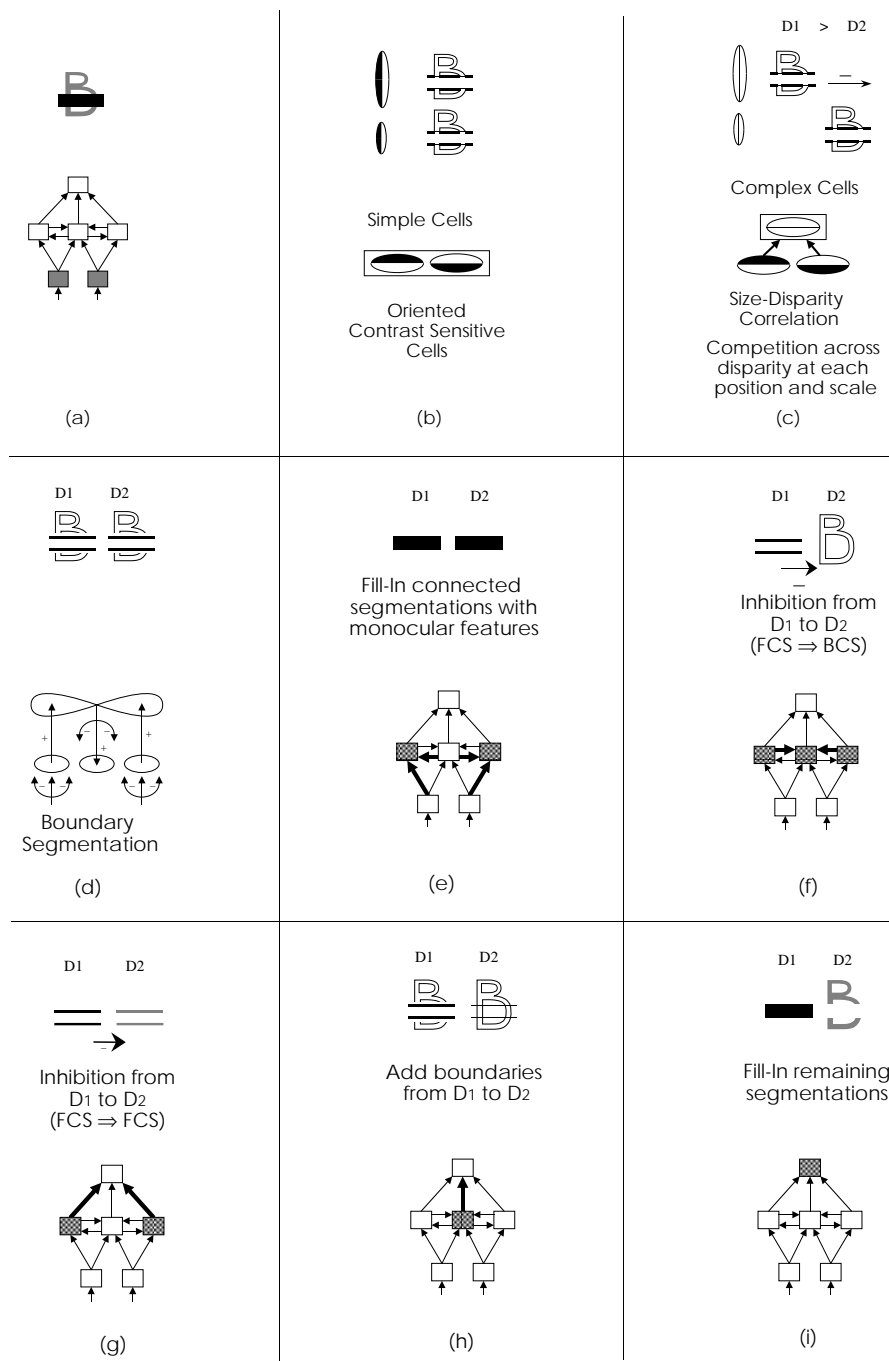 B
(a)
B
B
Simple Cells
Oriented
Contrast Sensitive
Cells
(b)
D1 > D2
B
−
B
Complex Cells
Size-Disparity
Correlation
Competition across
disparity at each
position and scale
(c)
D1 D2
B B
− −
+ + +
− − − −
Boundary
Segmentation
(d)
D1 D2
Fill-In connected
segmentations with
monocular features
(e)
D1 D2
B
−
Inhibition from
D1 to D2
(FCS ⇒ BCS)
(f)
D1 D2
−
Inhibition from
D1 to D2
(FCS ⇒ FCS)
(g)
D1 D2
B B
Add boundaries
from D1 to D2
(h)
D1 D2
B
Fill-In remaining
segmentations
(i)